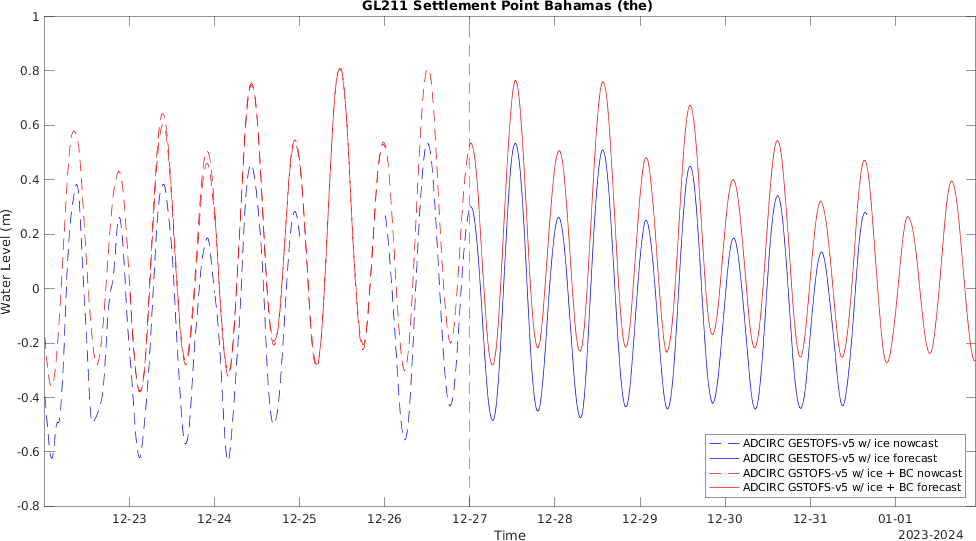 GL211 Settlement Point Bahamas (the)
1
0.8
0.6
0.4
0.2
0
-0.2
-0.4
-0.6
-0.8
Water Level (m)
ADCIRC GESTOFS-v5 w/ ice nowcast
ADCIRC GESTOFS-v5 w/ ice forecast
ADCIRC GSTOFS-v5 w/ ice + BC nowcast
ADCIRC GSTOFS-v5 w/ ice + BC forecast
12-23 12-24 12-25 12-26 12-27 12-28 12-29 12-30 12-31 01-01
Time
2023-2024